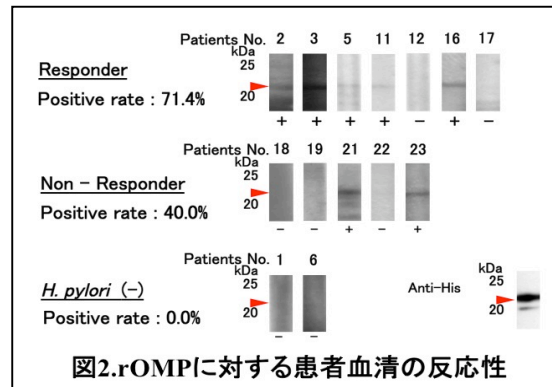 Patients No. 2 3 5 11 12 16 17
kDa
25
20
Responder
Positive rate : 71.4%
+ + + + − + −
Patients No.
18 19 21 22 23
kDa
25
20
Non - Responder
Positive rate : 40.0%
− − + − +
Patients No. 1 6
kDa
25
20
H. pylori (-)
Positive rate : 0.0%
− −
Anti-His
kDa
25
20
図2.rOMPに対する患者血清の反応性